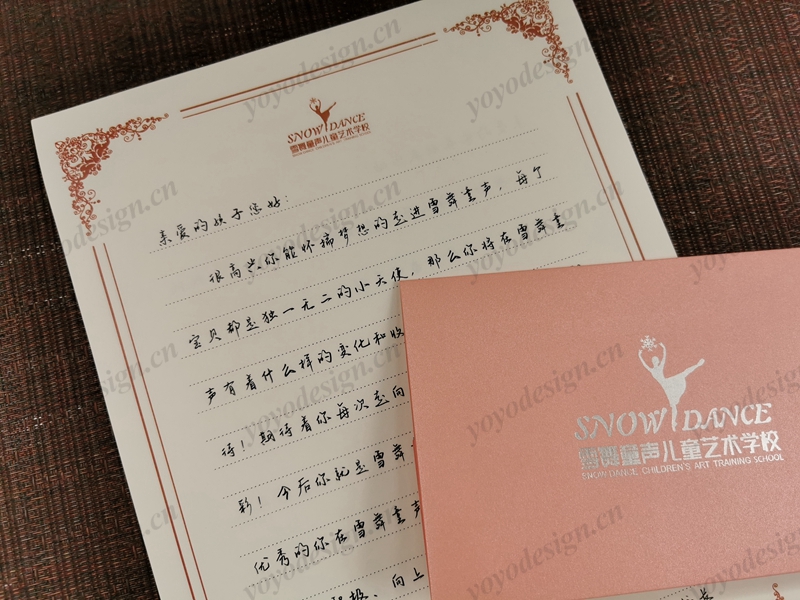 SNOW DANCE
雪舞童声儿童艺术学校
亲爱的妖子您好:
很高兴你能怀揣梦想的走进雪舞童声,每个
宝贝都是独一无二的小天使,那么你将在雪舞童
声有着什么样的变化和收
待!期待着你每次走向
彩!今后你就是雪舞
优秀的你在雪舞童声
极、向上
SNOW DANCE
雪舞童声儿童艺术学校
SNOW DANCE, CHILDREN'S ART TRAINING SCHOOL
yoyodesign.cn